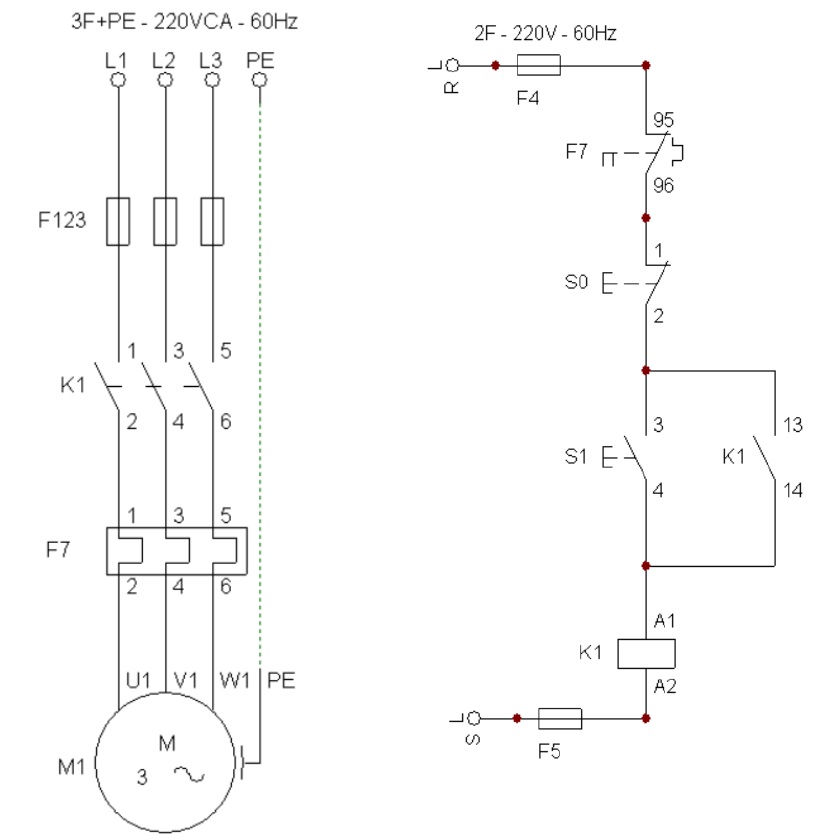 3F+PE - 220VCA - 60Hz
L1 L2 L3 PE
F123
1 3 5
K1
2 4 6
1 3 5
F7
2 4 6
U1 V1 W1 PE
M
3
M1
2F - 220V - 60Hz
L
R
F4
95
F7
96
1
S0
2
3
S1
4
13
K1
14
A1
K1
A2
L
S
F5